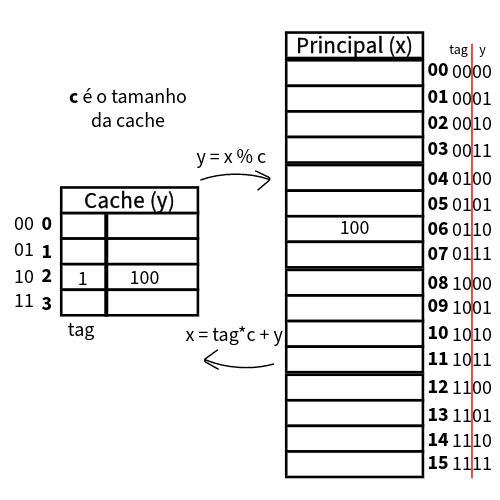 Principal (x)
tag y
00 0000
01 0001
02 0010
03 0011
04 0100
05 0101
100 06 0110
07 0111
08 1000
09 1001
10 1010
11 1011
12 1100
13 1101
14 1110
15 1111
c é o tamanho
da cache
y = x % c
Cache (y)
00 0
01 1
10 2 1 100
11 3
tag
x = tag*c + y